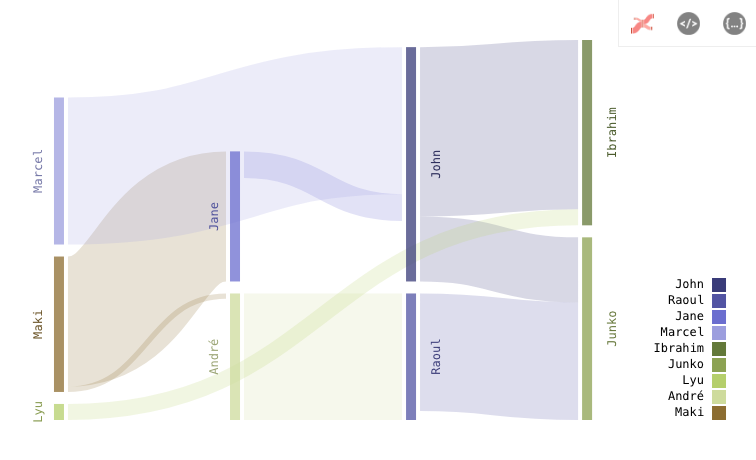 </>
{...}
Marcel
Maki
Lyu
Jane
André
John
Raoul
Ibrahim
Junko
John
Raoul
Jane
Marcel
Ibrahim
Junko
Lyu
André
Maki